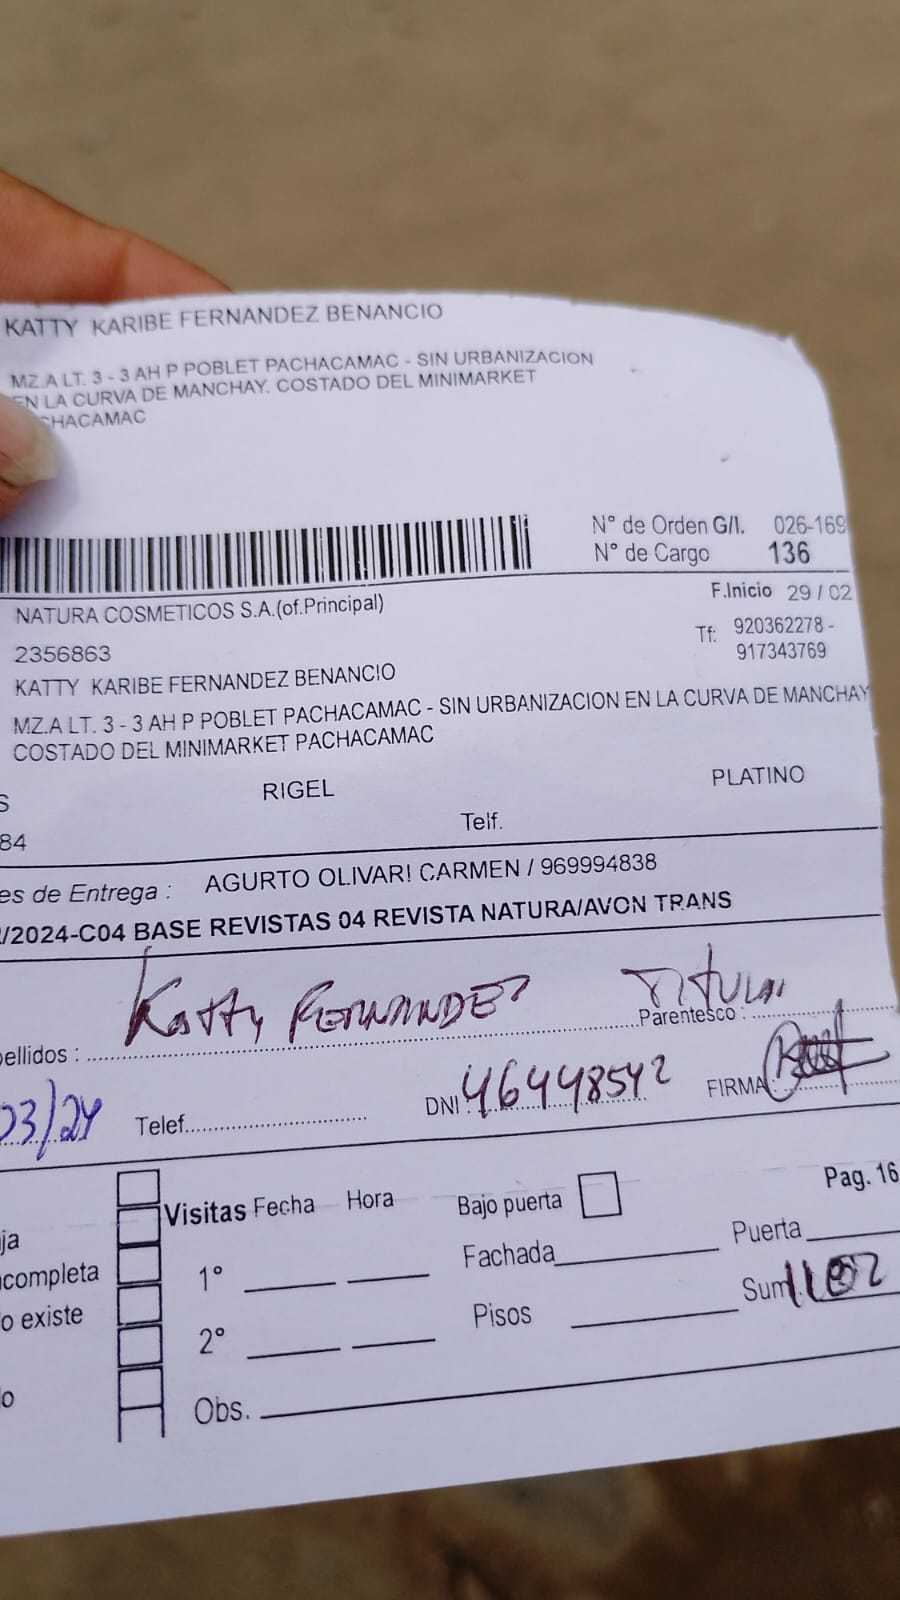 KATTY KARIBE FERNANDEZ BENANCIO
MZ.A LT. 3 - 3 AH P POBLET PACHACAMAC - SIN URBANIZACION
EN LA CURVA DE MANCHAY. COSTADO DEL MINIMARKET
CHACAMAC
N° de Orden G/I. 026-169
N° de Cargo 136
NATURA COSMETICOS S.A.(of.Principal)
F.Inicio 29 / 02
2356863
Tf: 920362278 -
917343769
KATTY KARIBE FERNANDEZ BENANCIO
MZ.A LT. 3 - 3 AH P POBLET PACHACAMAC - SIN URBANIZACION EN LA CURVA DE MANCHAY
COSTADO DEL MINIMARKET PACHACAMAC
S RIGEL PLATINO
84 Telf.
es de Entrega : AGURTO OLIVARI CARMEN / 969994838
/2024-C04 BASE REVISTAS 04 REVISTA NATURA/AVON TRANS
Katty FERNANDEZ TITULAR
pellidos : Parentesco :
03/24 Telef. DNI : 46448542 FIRMA:
Pag. 16
Visitas Fecha Hora Bajo puerta
ja
Fachada Puerta
completa 1°
Sum. 1102
o existe 2° Pisos
o Obs.